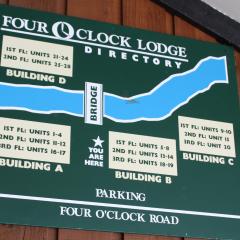 FOUR O'CLOCK LODGE
DIRECTORY
1ST FL: UNITS 21-24
2ND FL: UNITS 25-28
BUILDING D
BRIDGE
1ST FL: UNITS 1-4
2ND FL: UNITS 11-12
3RD FL: UNITS 16-17
BUILDING A
YOU
ARE
HERE
1ST FL: UNITS 5-8
2ND FL: UNITS 13-14
3RD FL: UNITS 18-19
BUILDING B
1ST FL: UNITS 9-10
2ND FL: UNIT 15
3RD FL: UNIT 20
BUILDING C
PARKING
FOUR O'CLOCK ROAD